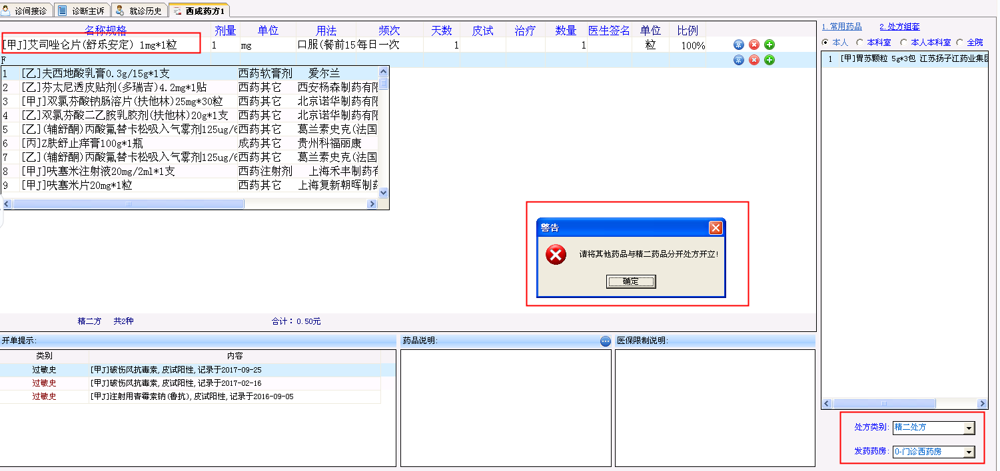 诊间接诊 诊断主诉 就诊历史 西成药方1
名称规格 剂量 单位 用法 频次 天数 皮试 治疗 数量 医生签名 单位 比例
[甲J]艾司唑仑片(舒乐安定) 1mg*1粒 1 mg 口服(餐前15 每日一次 1 1 粒 100% 常
F 常
1 [乙]夫西地酸乳膏0.3g/15g*1支 西药软膏剂 爱尔兰
2 [乙]芬太尼透皮贴剂(多瑞吉)4.2mg*1贴 西药其它 西安杨森制药有限
3 [甲J]双氯芬酸钠肠溶片(扶他林)25mg*30粒 西药其它 北京诺华制药有限
4 [乙]双氯芬酸二乙胺乳胶剂(扶他林)20g*1支 西药其它 北京诺华制药有限
5 [乙](辅舒酮)丙酸氟替卡松吸入气雾剂125ug/6 西药其它 葛兰素史克(法国
6 [丙]Z肤舒止痒膏100g*1瓶 成药其它 贵州科福丽康
7 [乙](辅舒酮)丙酸氟替卡松吸入气雾剂125ug/6 西药其它 葛兰素史克(法国
8 [甲J]呋塞米注射液20mg/2ml*1支 西药注射剂 上海禾丰制药有
9 [甲J]呋塞米片20mg*1粒 西药其它 上海复新朝晖制药
警告
请将其他药品与精二药品分开处方开立!
确定
精二方 共2种 合计：0.50元
1.常用药品 2.处方组套
本人 本科室 本人本科室 全院
1 [甲]胃苏颗粒 5g*3包 江苏扬子江药业集团
开单提示:
类别 内容
过敏史 [甲J]破伤风抗毒素,皮试阳性,记录于2017-09-25
过敏史 [甲J]破伤风抗毒素,皮试阳性,记录于2017-02-16
过敏史 [甲J]注射用青霉素钠(鲁抗),皮试阳性,记录于2016-09-05
药品说明:
医保限制说明:
处方类别: 精二处方
发药药房: 0-门诊西药房